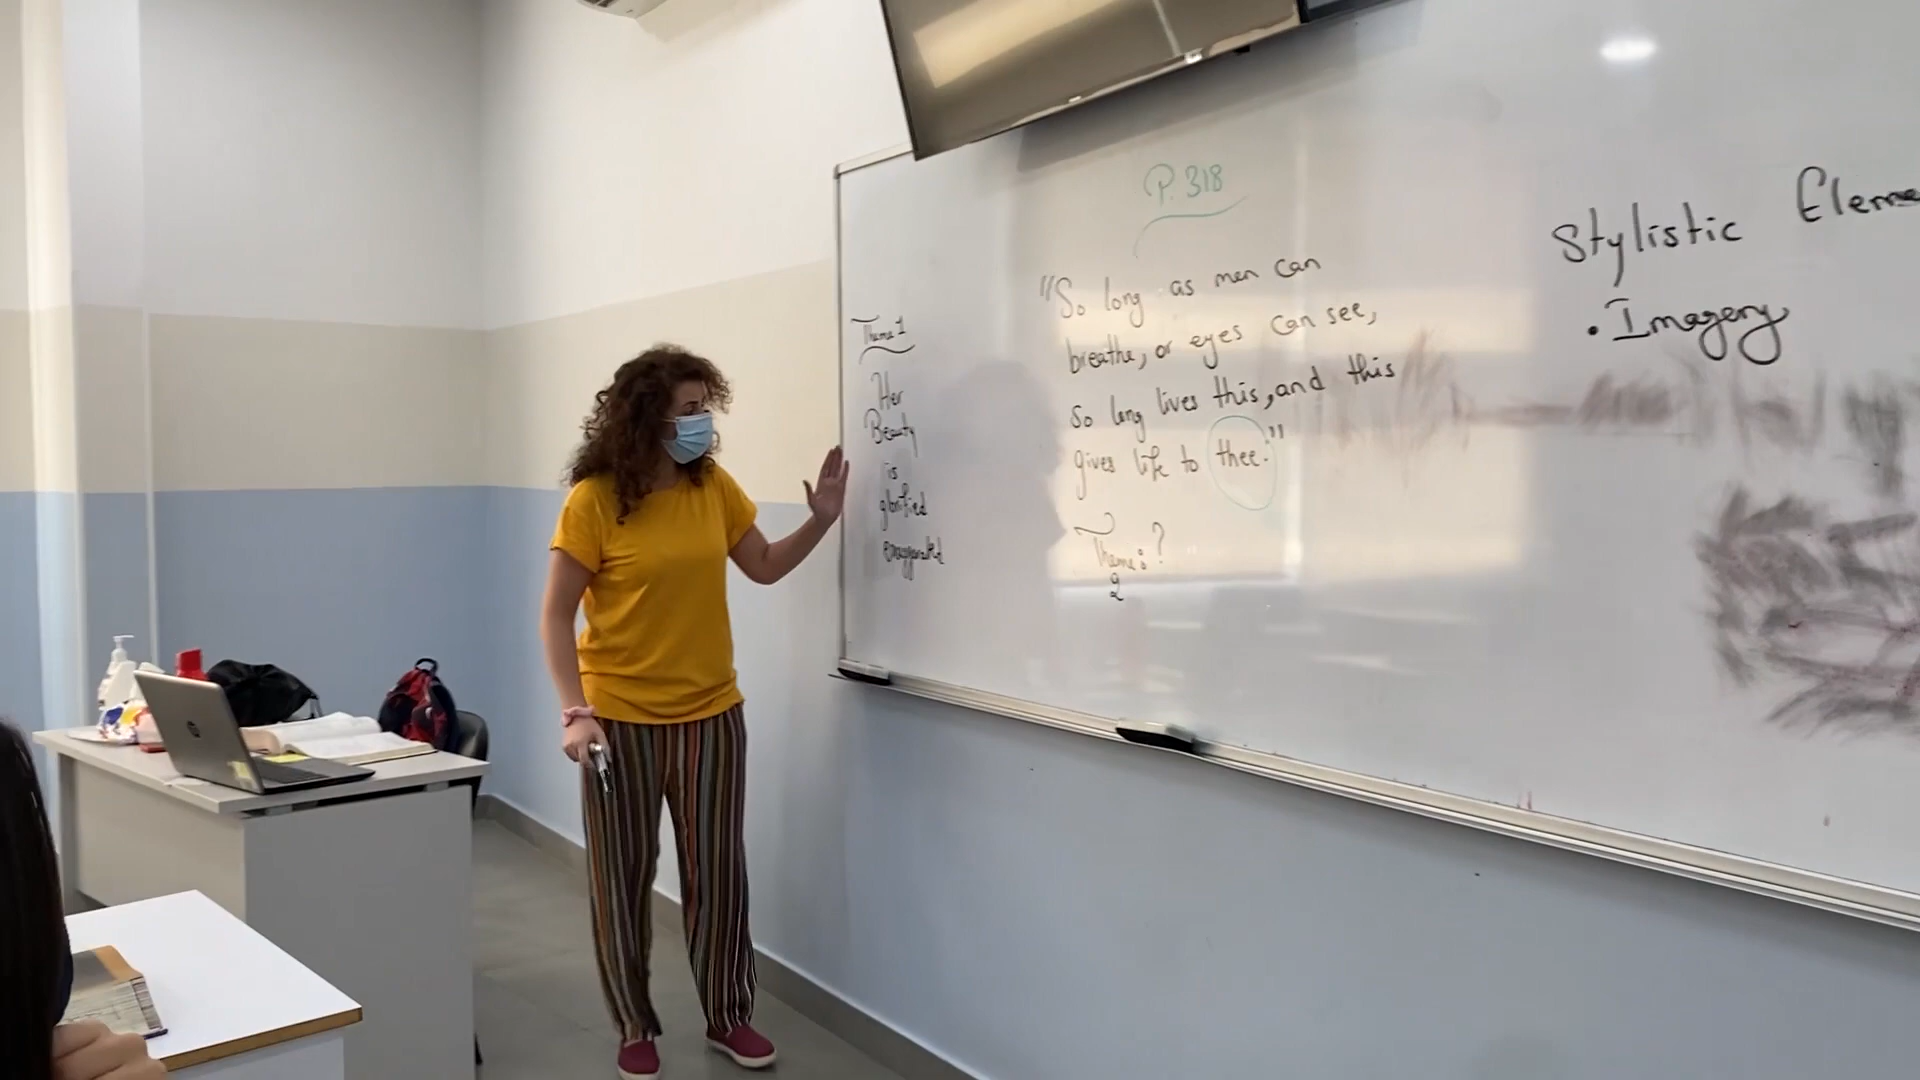 P. 318
Theme 1
Her
Beauty
is
glorified
exaggerated
"So long as men can
breathe, or eyes can see,
so long lives this, and this
gives life to thee."
Theme: ?
2
Stylistic Eleme
• Imagery